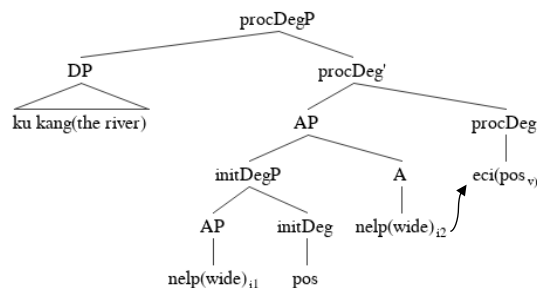 procDegP
DP procDeg'
ku kang(the river) AP procDeg
initDegP A eci(pos_v)
AP initDeg nelp(wide)_i2
nelp(wide)_i1 pos